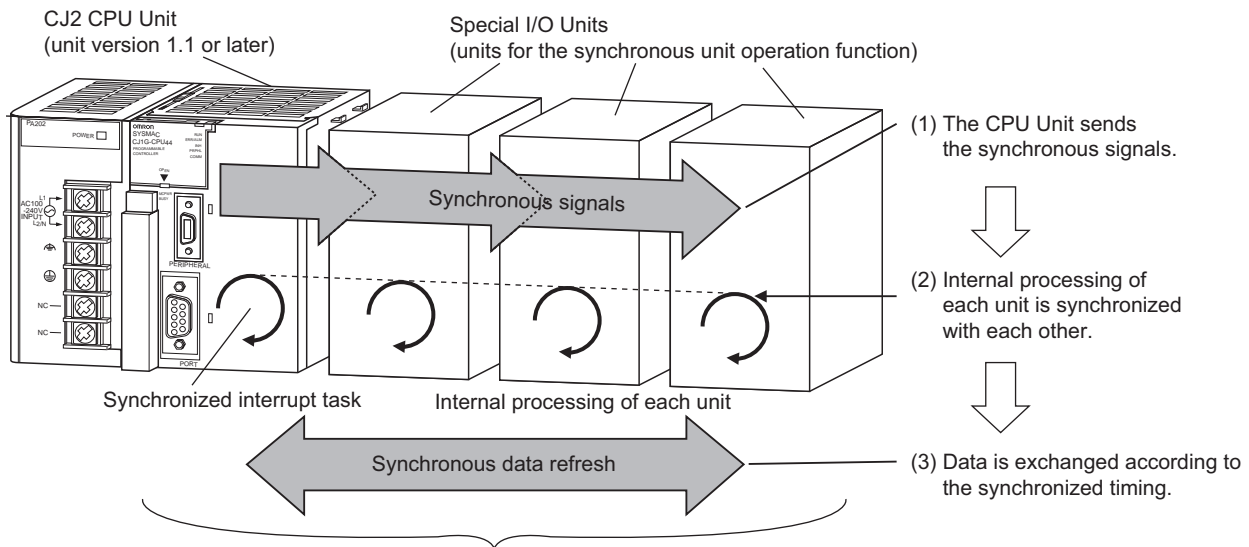 CJ2 CPU Unit
(unit version 1.1 or later)
Special I/O Units
(units for the synchronous unit operation function)
PA202
POWER
OMRON
SYSMAC
CJ1G-CPU44
PROGRAMMABLE
CONTROLLER
RUN
ERR/ALM
INH
PRPHL
COMM
OPEN
MCPWR
BUSY
L1
AC100
-240V
INPUT
L2/N
NC
NC
PERIPHERAL
PORT
Synchronous signals
(1) The CPU Unit sends
the synchronous signals.
(2) Internal processing of
each unit is synchronized
with each other.
Synchronized interrupt task
Internal processing of each unit
Synchronous data refresh
(3) Data is exchanged according to
the synchronized timing.